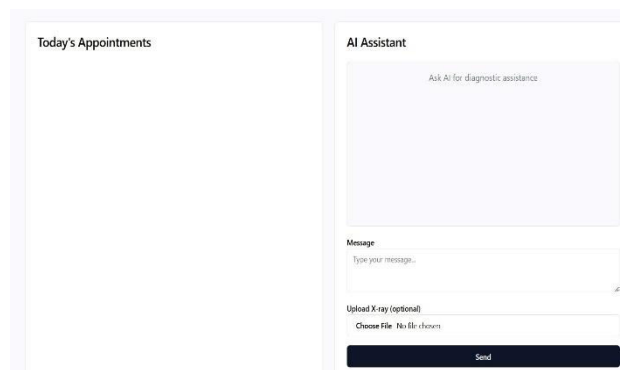 Today's Appointments
AI Assistant
Ask AI for diagnostic assistance
Message
Type your message...
Upload X-ray (optional)
Choose File No file chosen
Send